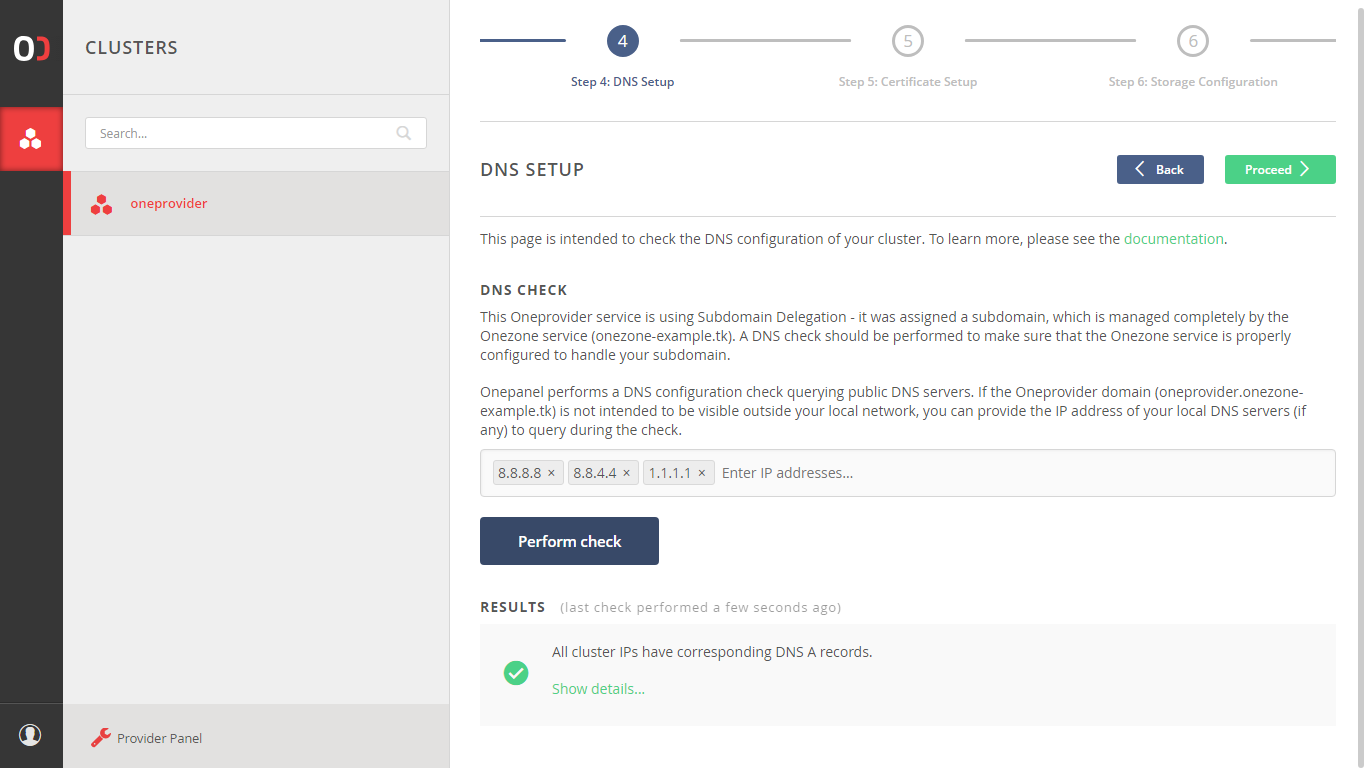 CLUSTERS
Search...
oneprovider
Provider Panel
4
5
6
Step 4: DNS Setup
Step 5: Certificate Setup
Step 6: Storage Configuration
DNS SETUP
Back
Proceed
This page is intended to check the DNS configuration of your cluster. To learn more, please see the documentation.
DNS CHECK
This Oneprovider service is using Subdomain Delegation - it was assigned a subdomain, which is managed completely by the
Onezone service (onezone-example.tk). A DNS check should be performed to make sure that the Onezone service is properly
configured to handle your subdomain.
Onepanel performs a DNS configuration check querying public DNS servers. If the Oneprovider domain (oneprovider.onezone-
example.tk) is not intended to be visible outside your local network, you can provide the IP address of your local DNS servers (if
any) to query during the check.
8.8.8.8 × 8.8.4.4 × 1.1.1.1 × Enter IP addresses...
Perform check
RESULTS (last check performed a few seconds ago)
All cluster IPs have corresponding DNS A records.
Show details...